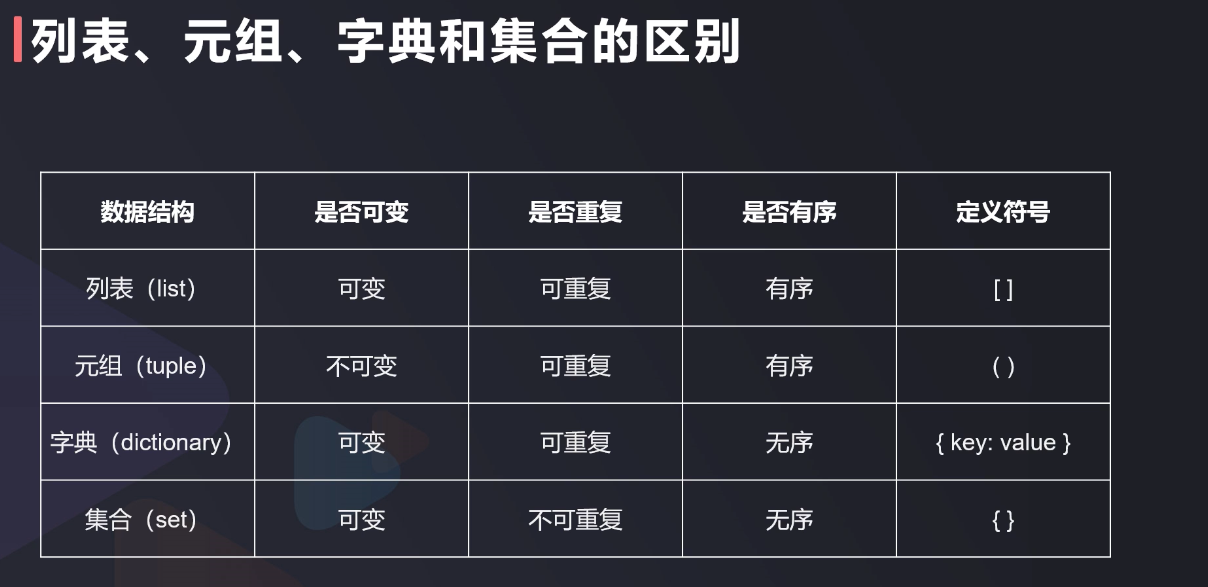 列表、元组、字典和集合的区别
数据结构 是否可变 是否重复 是否有序 定义符号
列表（list） 可变 可重复 有序 [ ]
元组（tuple） 不可变 可重复 有序 ( )
字典（dictionary） 可变 可重复 无序 { key: value }
集合（set） 可变 不可重复 无序 { }